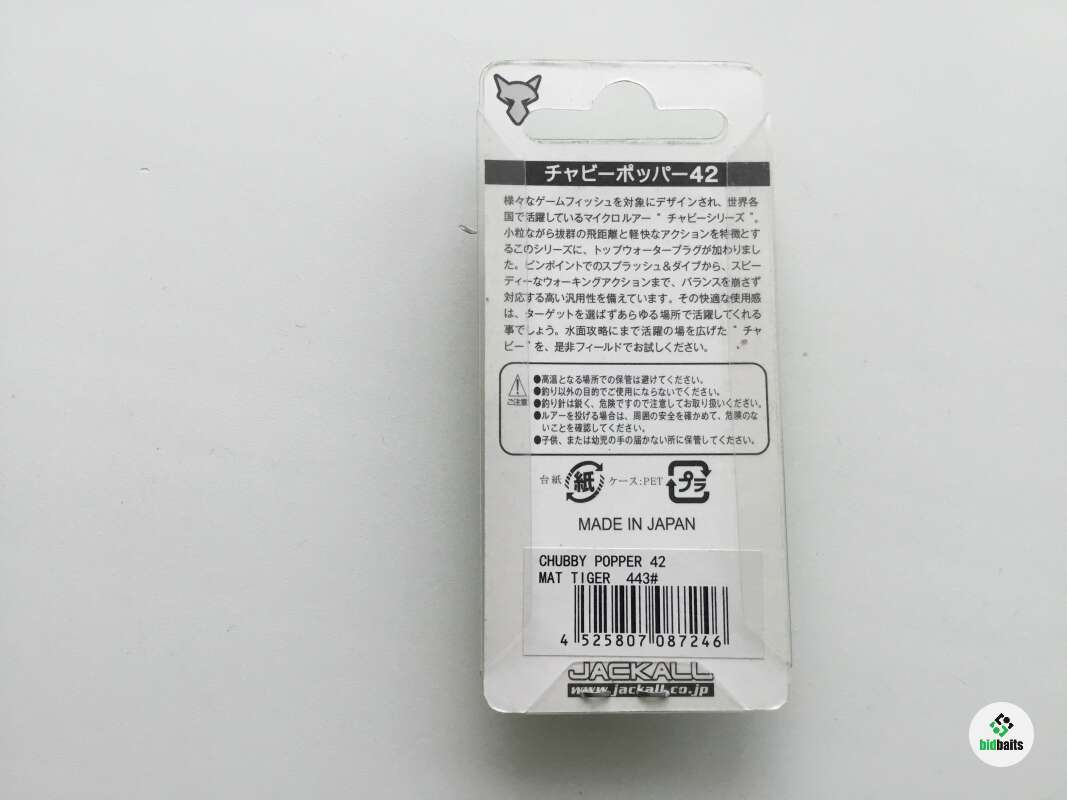 チャビーポッパー42
様々なゲームフィッシュを対象にデザインされ、世界各
国で活躍しているマイクロルアー〝チャビーシリーズ〟。
小粒ながら抜群の飛距離と軽快なアクションを特徴とす
るこのシリーズに、トップウォータープラグが加わりまし
た。ピンポイントでのスプラッシュ&ダイブから、スピー
ディーなウォーキングアクションまで、バランスを崩さず
対応する高い汎用性を備えています。その快適な使用感
は、ターゲットを選ばずあらゆる場所で活躍してくれる
事でしょう。水面攻略にまで活躍の場を広げた〝チャ
ビー〟を、是非フィールドでお試しください。
ご注意
●高温となる場所での保管は避けてください。
●釣り以外の目的でご使用にならないでください。
●釣り針は鋭く、危険ですので注意してお取り扱いください。
●ルアーを投げる場合は、周囲の安全を確かめて、危険のな
いことを確認してください。
●子供、または幼児の手の届かない所に保管してください。
台紙 紙 ケース:PET プラ
MADE IN JAPAN
CHUBBY POPPER 42
MAT TIGER 443#
4 525807 087246
JACKALL
www.jackall.co.jp
bidbaits